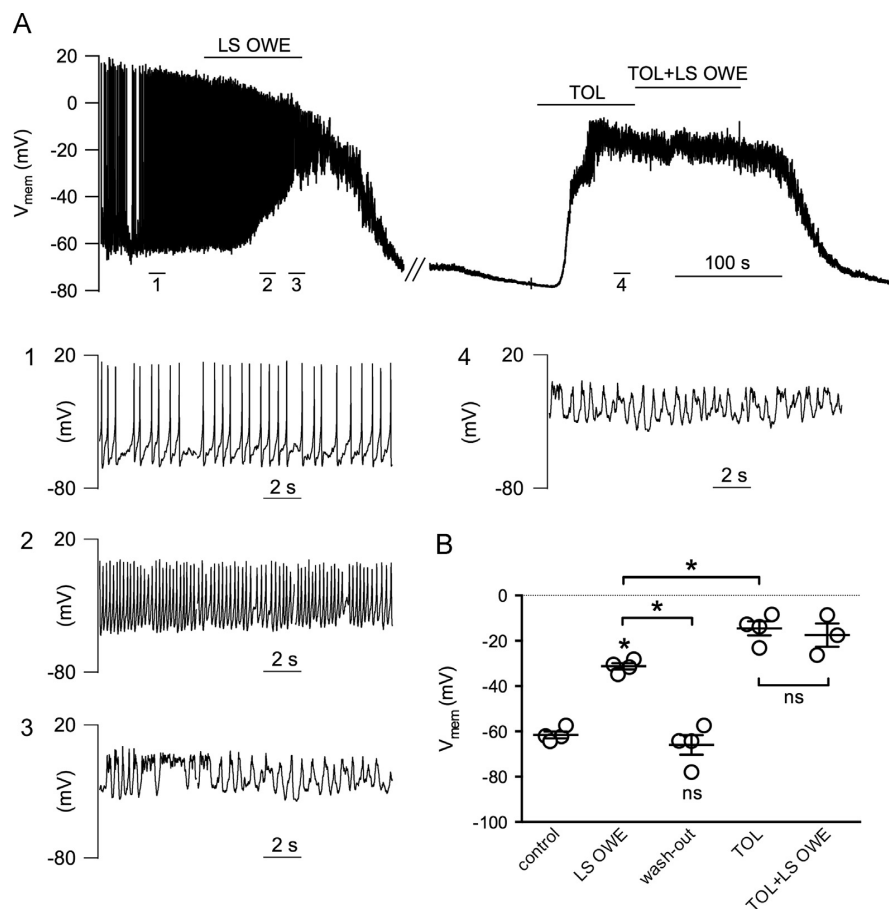 A
LS OWE
TOL+LS OWE
TOL
20
0
-20
-40
-60
-80
Vmem (mV)
1
2
3
4
100 s
1
20
-80
(mV)
2 s
4
20
-80
(mV)
2 s
2
20
-80
(mV)
2 s
3
20
-80
(mV)
2 s
B
0
-20
-40
-60
-80
-100
Vmem (mV)
*
*
*
ns
ns
control
LS OWE
wash-out
TOL
TOL+LS OWE